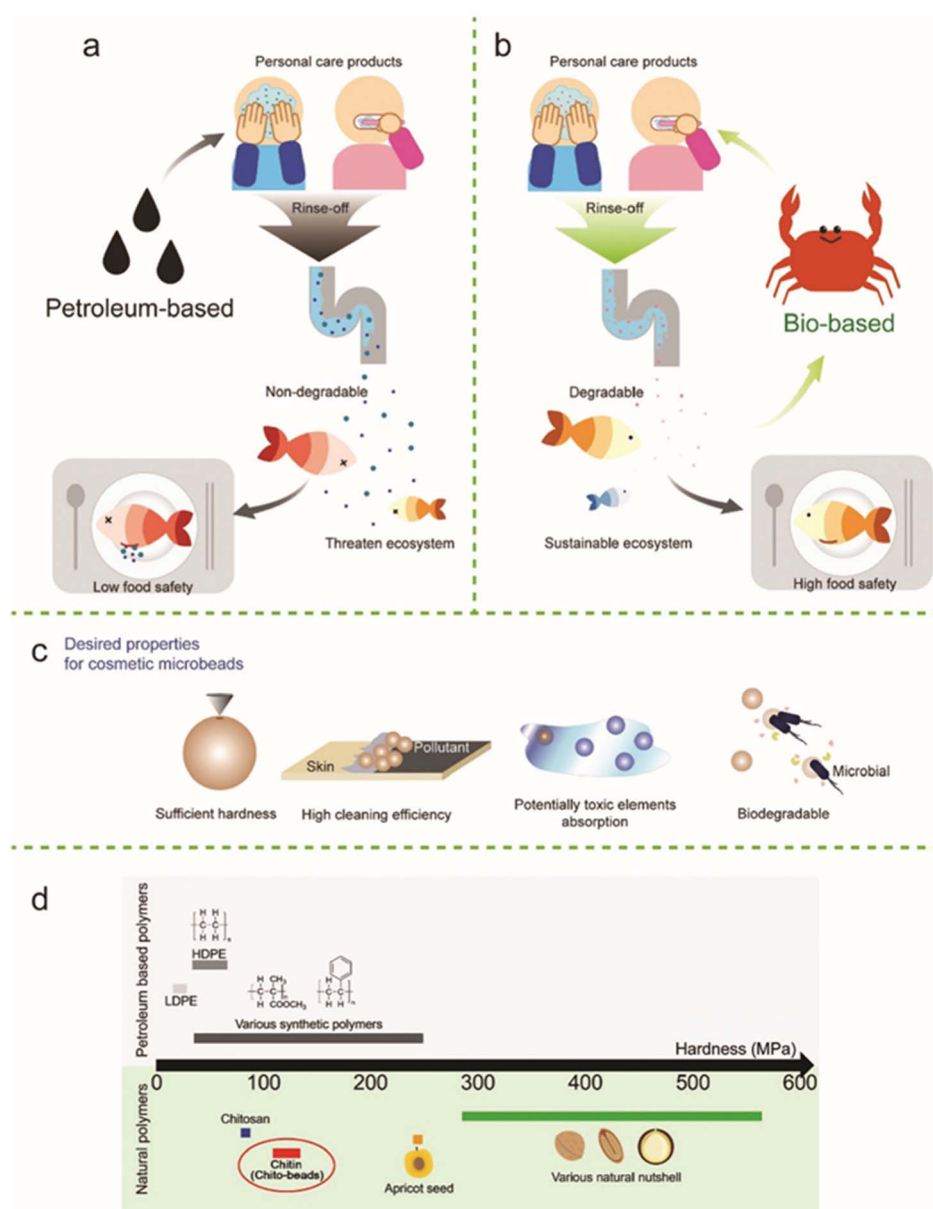 a
Personal care products
Rinse-off
Petroleum-based
Non-degradable
Threaten ecosystem
Low food safety
b
Personal care products
Rinse-off
Bio-based
Degradable
Sustainable ecosystem
High food safety
c
Desired properties
for cosmetic microbeads
Skin
Pollutant
Microbial
Sufficient hardness
High cleaning efficiency
Potentially toxic elements
absorption
Biodegradable
d
Petroleum based polymers
H H
C C
H H
n
HDPE
LDPE
H CH₃
C C
H COOCH₃
n
H
C C
H H
n
Various synthetic polymers
Hardness (MPa)
0 100 200 300 400 500 600
Natural polymers
Chitosan
Chitin
(Chito-beads)
Apricot seed
Various natural nutshell